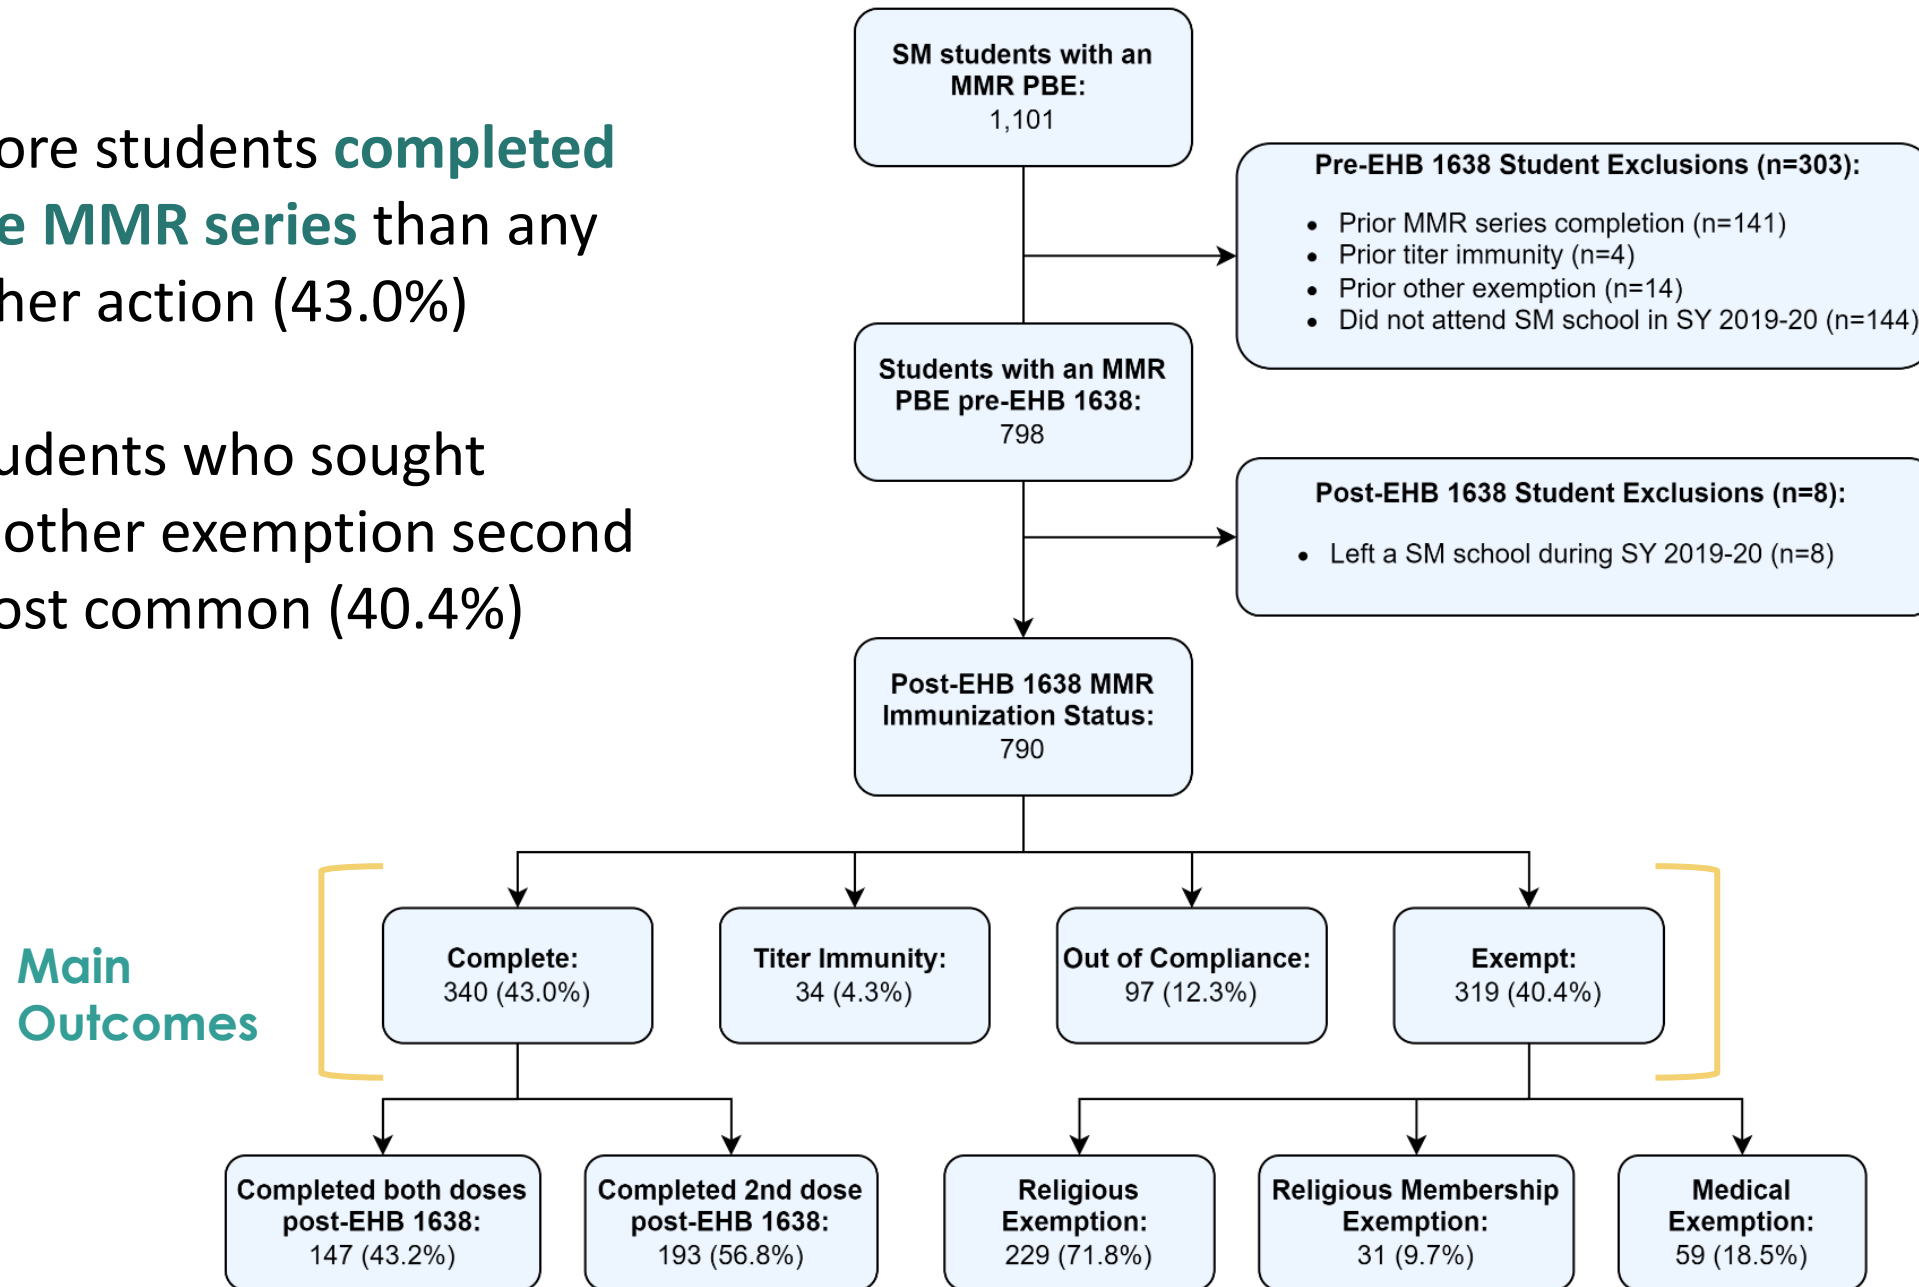 ore students completed
e MMR series than any
her action (43.0%)
udents who sought
other exemption second
ost common (40.4%)
SM students with an
MMR PBE:
1,101
Pre-EHB 1638 Student Exclusions (n=303):
• Prior MMR series completion (n=141)
• Prior titer immunity (n=4)
• Prior other exemption (n=14)
• Did not attend SM school in SY 2019-20 (n=144)
Students with an MMR
PBE pre-EHB 1638:
798
Post-EHB 1638 Student Exclusions (n=8):
• Left a SM school during SY 2019-20 (n=8)
Post-EHB 1638 MMR
Immunization Status:
790
Main
Outcomes
Complete:
340 (43.0%)
Titer Immunity:
34 (4.3%)
Out of Compliance:
97 (12.3%)
Exempt:
319 (40.4%)
Completed both doses
post-EHB 1638:
147 (43.2%)
Completed 2nd dose
post-EHB 1638:
193 (56.8%)
Religious
Exemption:
229 (71.8%)
Religious Membership
Exemption:
31 (9.7%)
Medical
Exemption:
59 (18.5%)